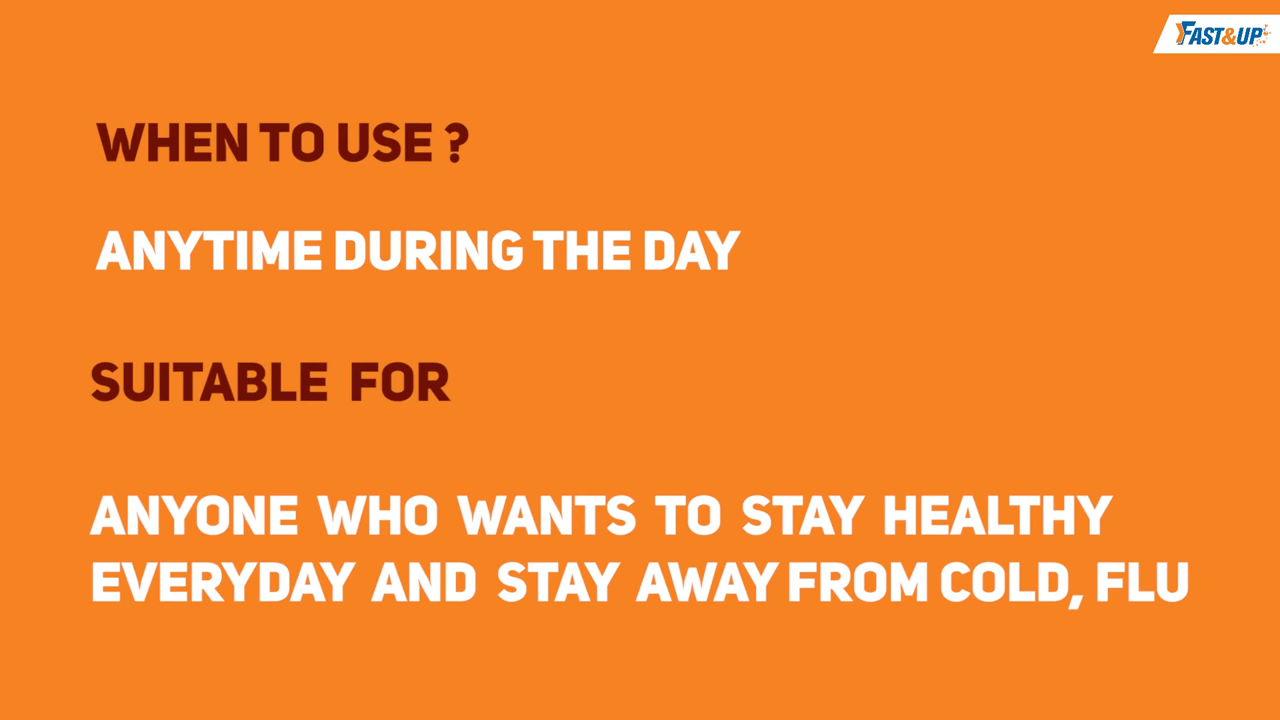 FAST&UP
WHEN TO USE ?
ANYTIME DURING THE DAY
SUITABLE FOR
ANYONE WHO WANTS TO STAY HEALTHY
EVERYDAY AND STAY AWAY FROM COLD, FLU